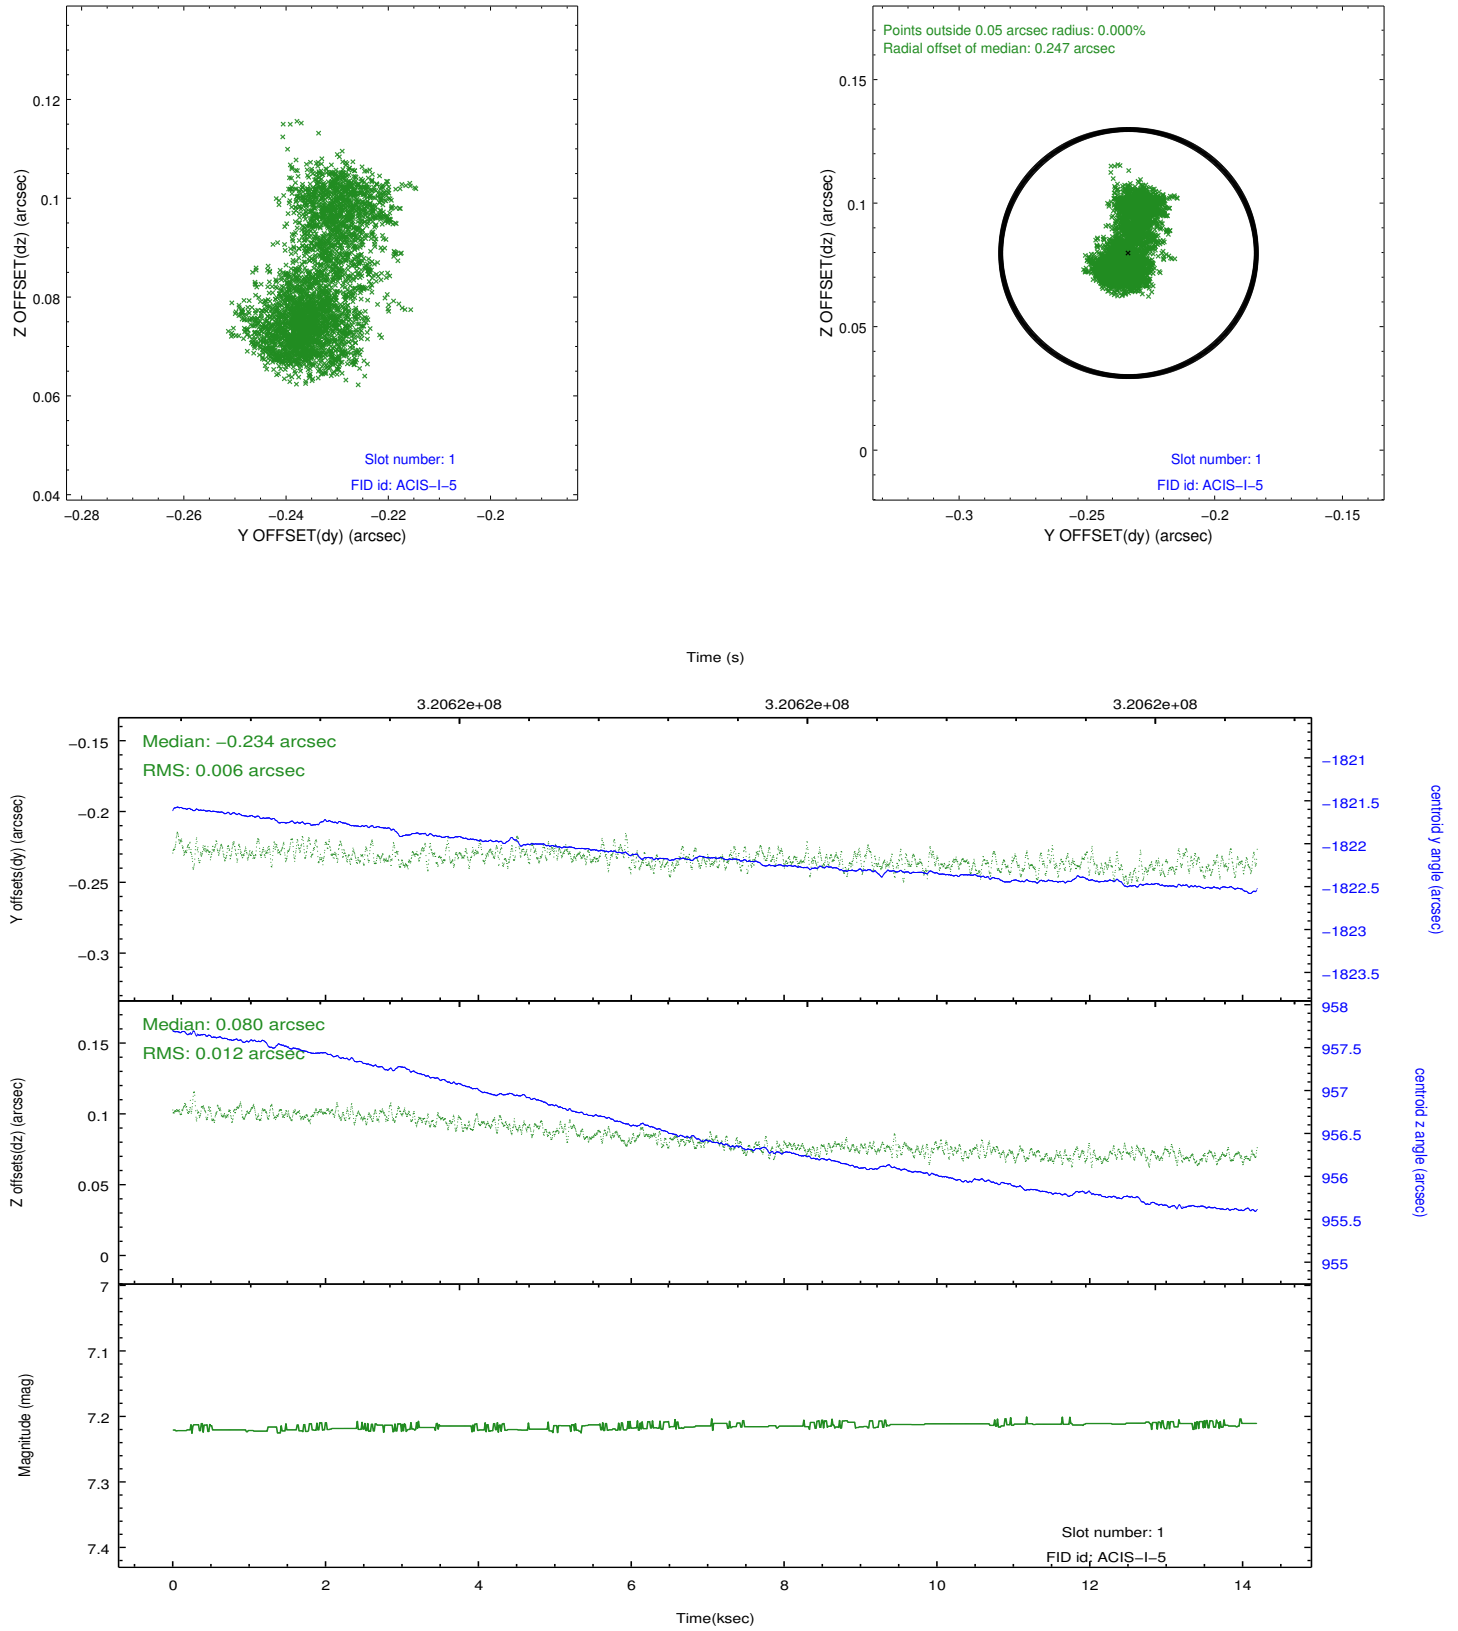 0.12
0.1
0.08
0.06
0.04
Z OFFSET(dz) (arcsec)
Slot number: 1
FID id: ACIS−I−5
−0.28 −0.26 −0.24 −0.22 −0.2
Y OFFSET(dy) (arcsec)
Points outside 0.05 arcsec radius: 0.000%
Radial offset of median: 0.247 arcsec
0.15
0.1
0.05
0
Z OFFSET(dz) (arcsec)
Slot number: 1
FID id: ACIS−I−5
−0.3 −0.25 −0.2 −0.15
Y OFFSET(dy) (arcsec)
Time (s)
3.2062e+08 3.2062e+08 3.2062e+08
Median: −0.234 arcsec
RMS: 0.006 arcsec
−0.15
−0.2
−0.25
−0.3
Y offsets(dy) (arcsec)
−1821
−1821.5
−1822
−1822.5
−1823
−1823.5
centroid y angle (arcsec)
Median: 0.080 arcsec
RMS: 0.012 arcsec
0.15
0.1
0.05
0
Z offsets(dz) (arcsec)
958
957.5
957
956.5
956
955.5
955
centroid z angle (arcsec)
7
7.1
7.2
7.3
7.4
Magnitude (mag)
Slot number: 1
FID id: ACIS−I−5
0 2 4 6 8 10 12 14
Time(ksec)